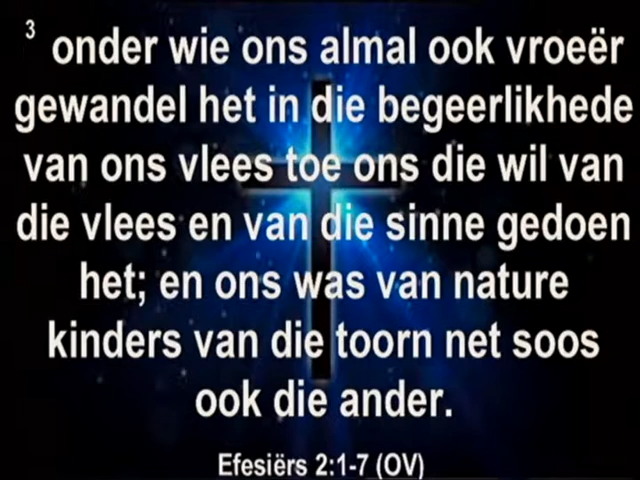 3 onder wie ons almal ook vroeër
gewandel het in die begeerlikhede
van ons vlees toe ons die wil van
die vlees en van die sinne gedoen
het; en ons was van nature
kinders van die toorn net soos
ook die ander.
Efesiërs 2:1-7 (OV)